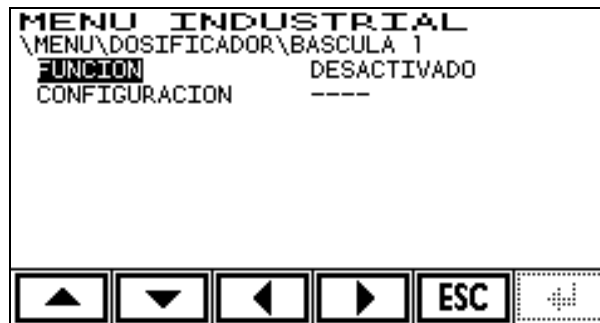 MENU INDUSTRIAL
\MENU\DOSIFICADOR\BASCULA 1
FUNCION DESACTIVADO
CONFIGURACION ----
ESC